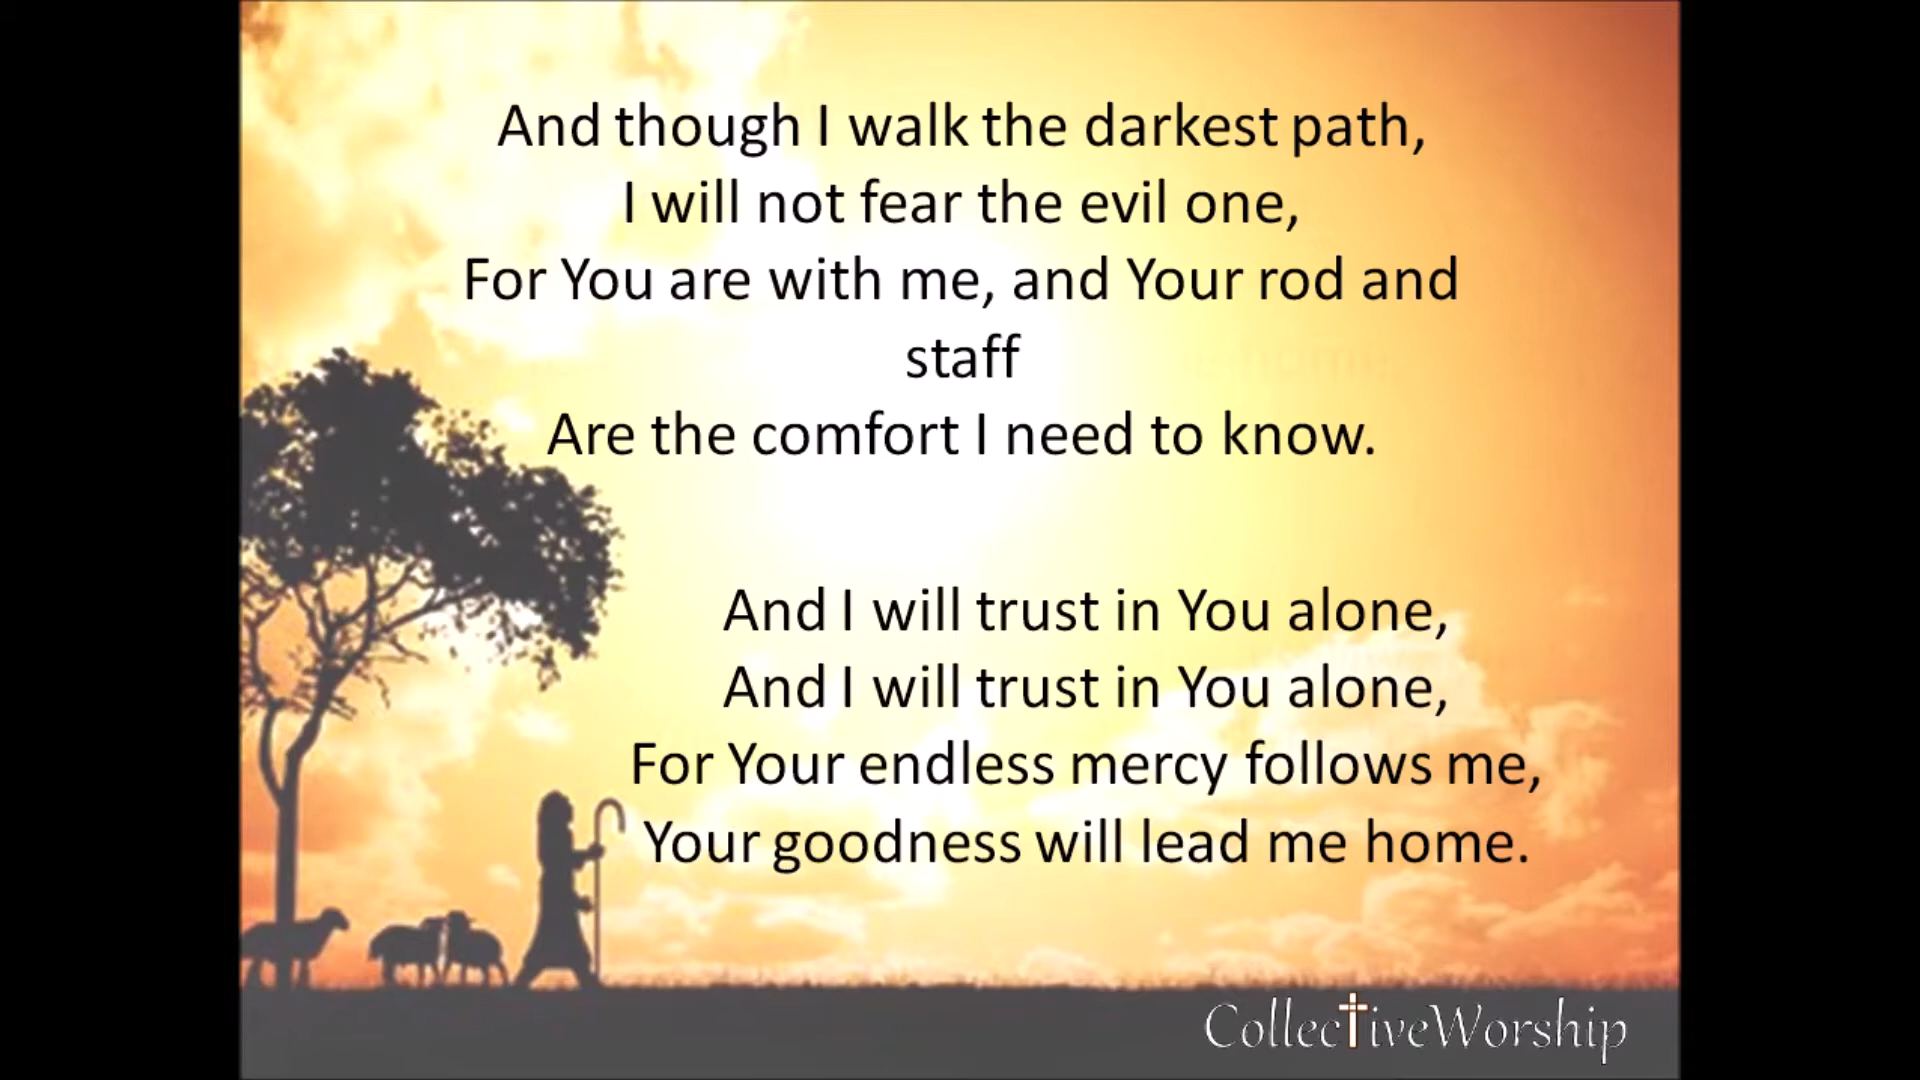 And though I walk the darkest path,
I will not fear the evil one,
For You are with me, and Your rod and
staff
Are the comfort I need to know.
And I will trust in You alone,
And I will trust in You alone,
For Your endless mercy follows me,
Your goodness will lead me home.
CollecTiveWorship